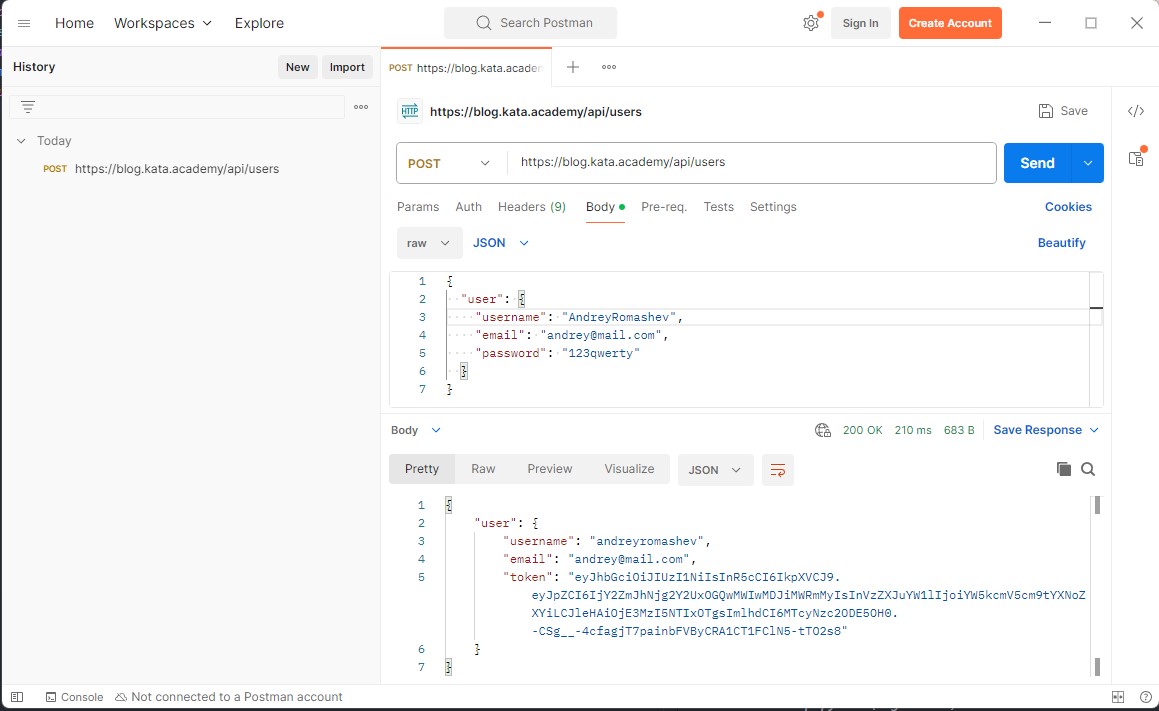 Home Workspaces Explore Search Postman Sign In Create Account
History New Import
Today
POST https://blog.kata.academy/api/users
POST https://blog.kata.academ
HTTP https://blog.kata.academy/api/users Save
POST https://blog.kata.academy/api/users Send
Params Auth Headers (9) Body Pre-req. Tests Settings Cookies
raw JSON Beautify
1 {
2 "user": {
3 "username": "AndreyRomashev",
4 "email": "andrey@mail.com",
5 "password": "123qwerty"
6 }
7 }
Body 200 OK 210 ms 683 B Save Response
Pretty Raw Preview Visualize JSON
1 {
2 "user": {
3 "username": "andreyromashev",
4 "email": "andrey@mail.com",
5 "token": "eyJhbGciOiJIUzI1NiIsInR5cCI6IkpXVCJ9.
eyJpZCI6IjY2ZmJhNjg2Y2UxOGQwMWIwMDJiMWRmMyIsInVzZXJuYW1lIjoiYW5kcmV5cm9tYXNoZ
XYiLCJleHAiOjE3MzI5NTIxOTgsImlhdCI6MTcyNzc2ODE5OH0.
-CSg__-4cfagjT7painbFVByCRA1CT1FClN5-tTO2s8"
6 }
7 }
Console Not connected to a Postman account